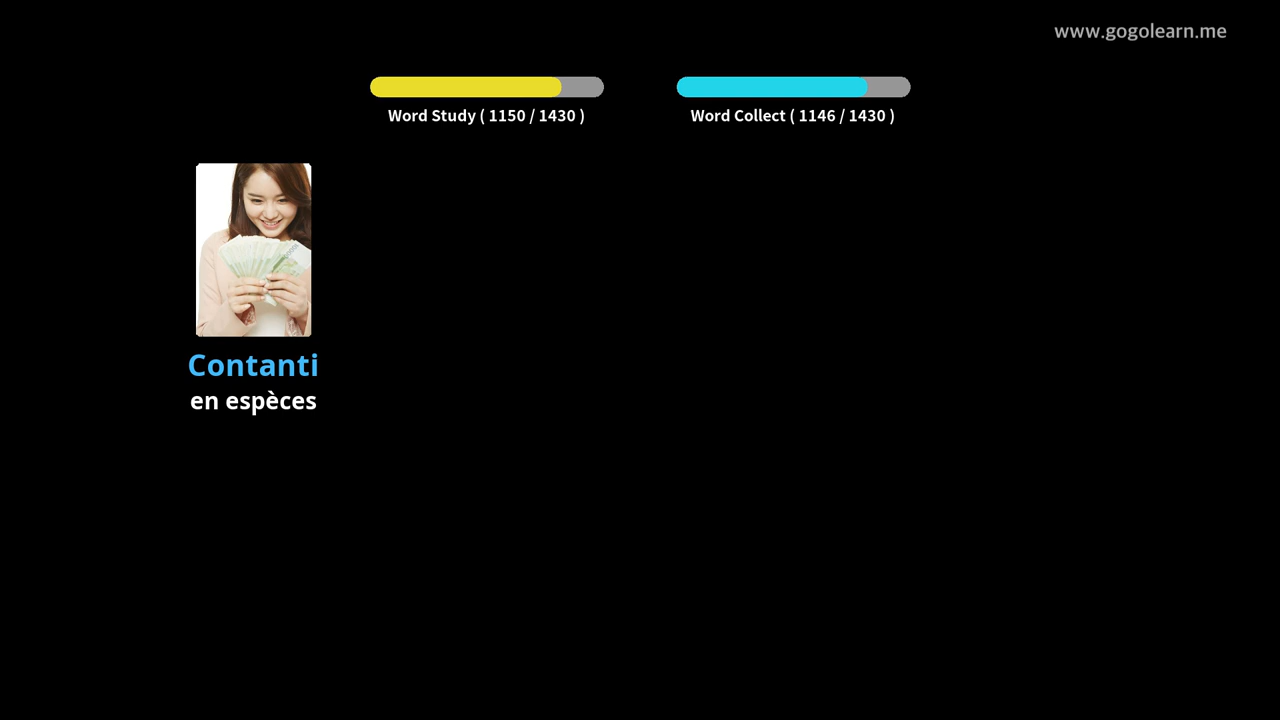 www.gogolearn.me
Word Study ( 1150 / 1430 )
Word Collect ( 1146 / 1430 )
Contanti
en espèces